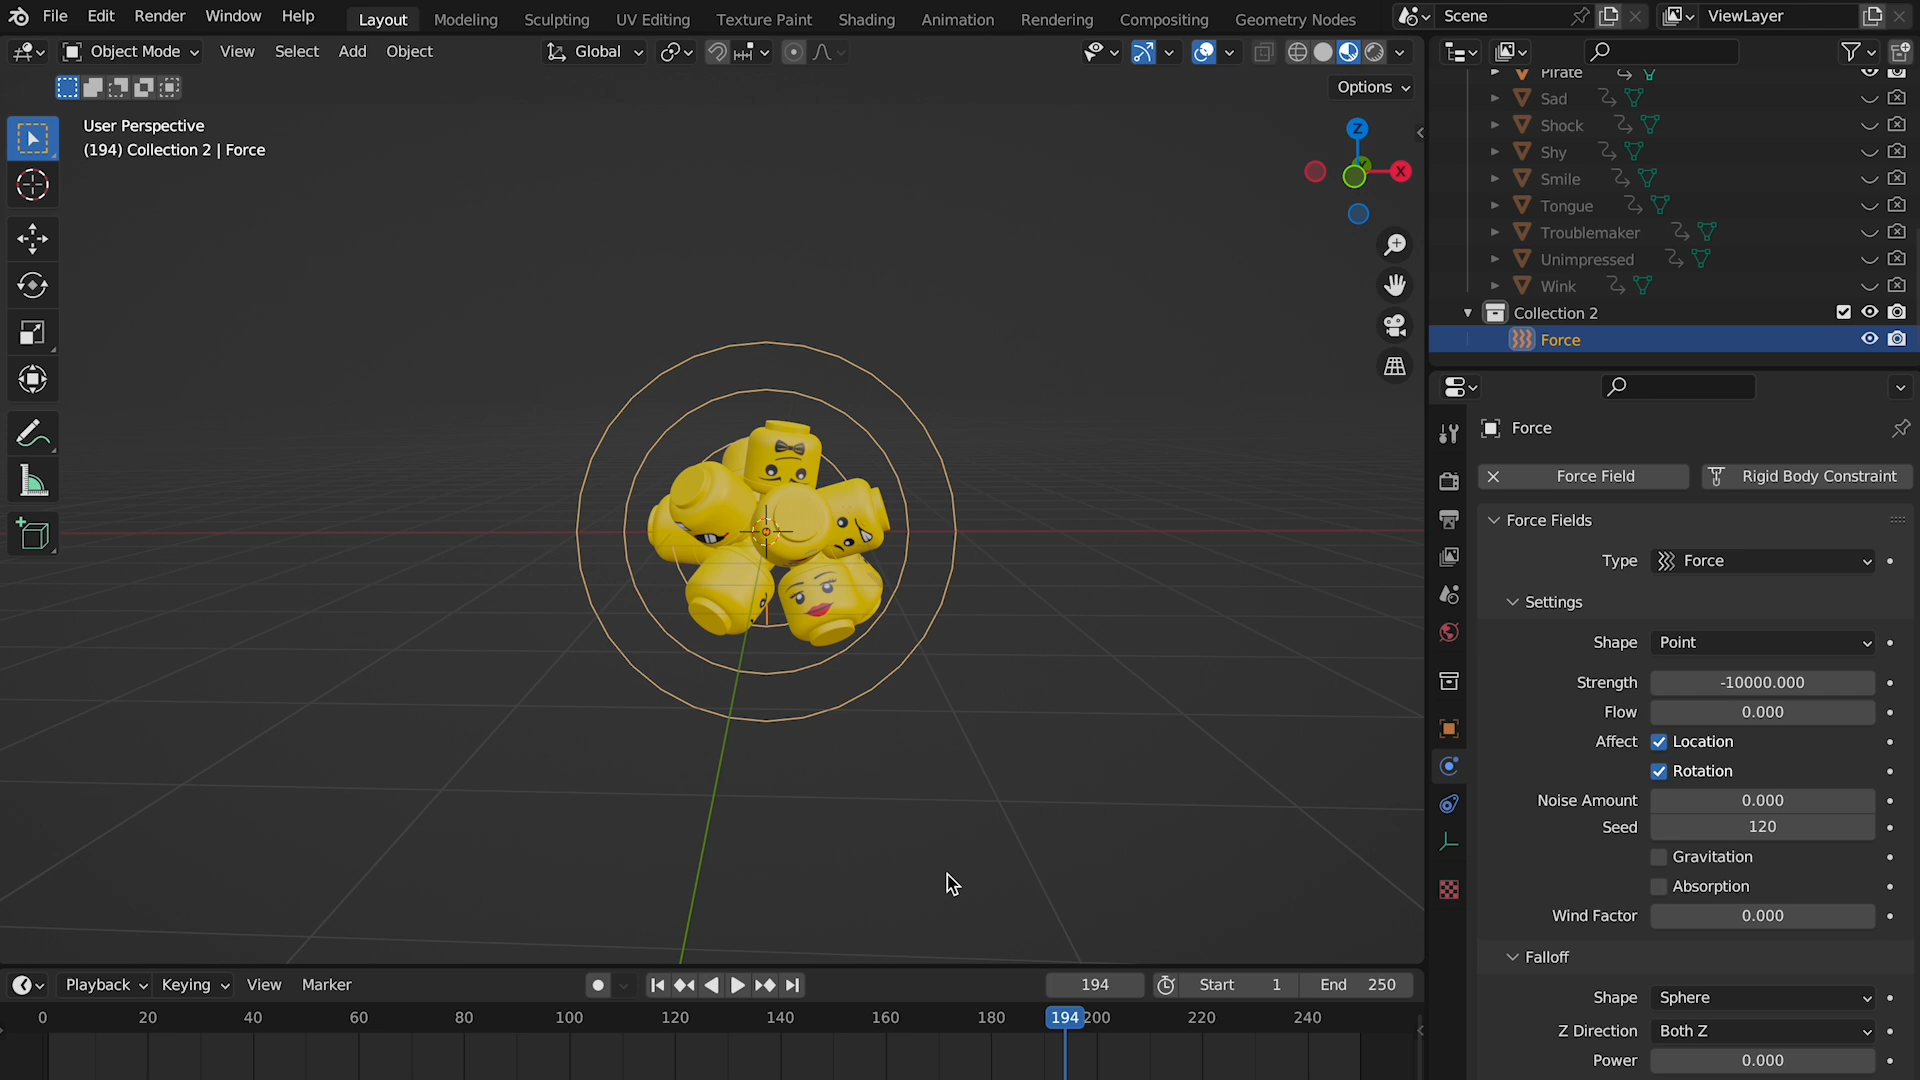 File Edit Render Window Help Layout Modeling Sculpting UV Editing Texture Paint Shading Animation Rendering Compositing Geometry Nodes Scene ViewLayer
Object Mode View Select Add Object Global
Options
User Perspective
(194) Collection 2 | Force
Z
Y
X
Pirate
Sad
Shock
Shy
Smile
Tongue
Troublemaker
Unimpressed
Wink
Collection 2
Force
Force
Force Field Rigid Body Constraint
Force Fields
Type Force
Settings
Shape Point
Strength -10000.000
Flow 0.000
Affect Location
Rotation
Noise Amount 0.000
Seed 120
Gravitation
Absorption
Wind Factor 0.000
Falloff
Shape Sphere
Z Direction Both Z
Power 0.000
Playback Keying View Marker 194 Start 1 End 250
0 20 40 60 80 100 120 140 160 180 194 200 220 240